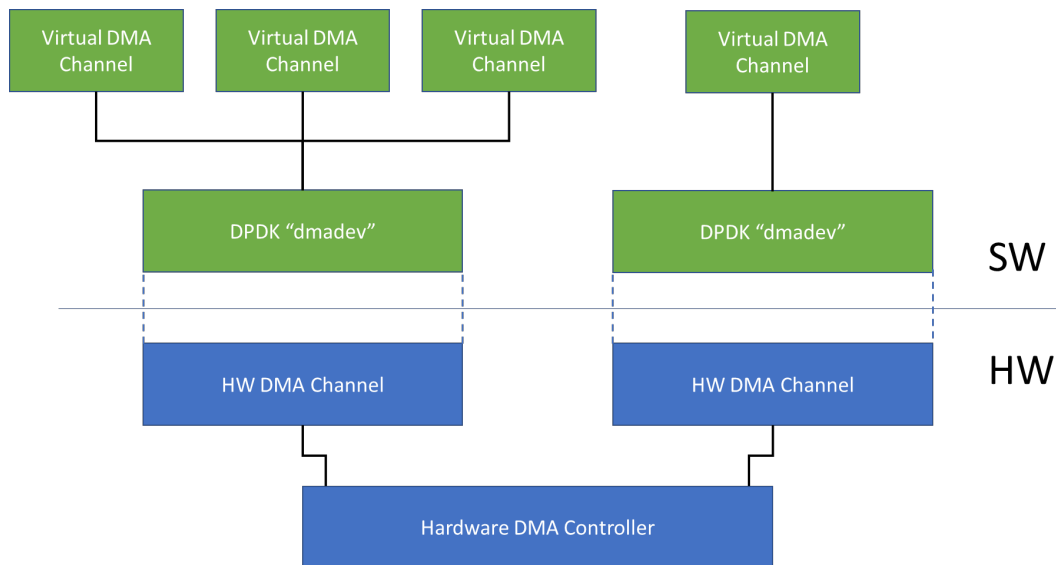 Virtual DMA
Channel
Virtual DMA
Channel
Virtual DMA
Channel
Virtual DMA
Channel
DPDK “dmadev”
DPDK “dmadev”
SW
HW DMA Channel
HW DMA Channel
HW
Hardware DMA Controller